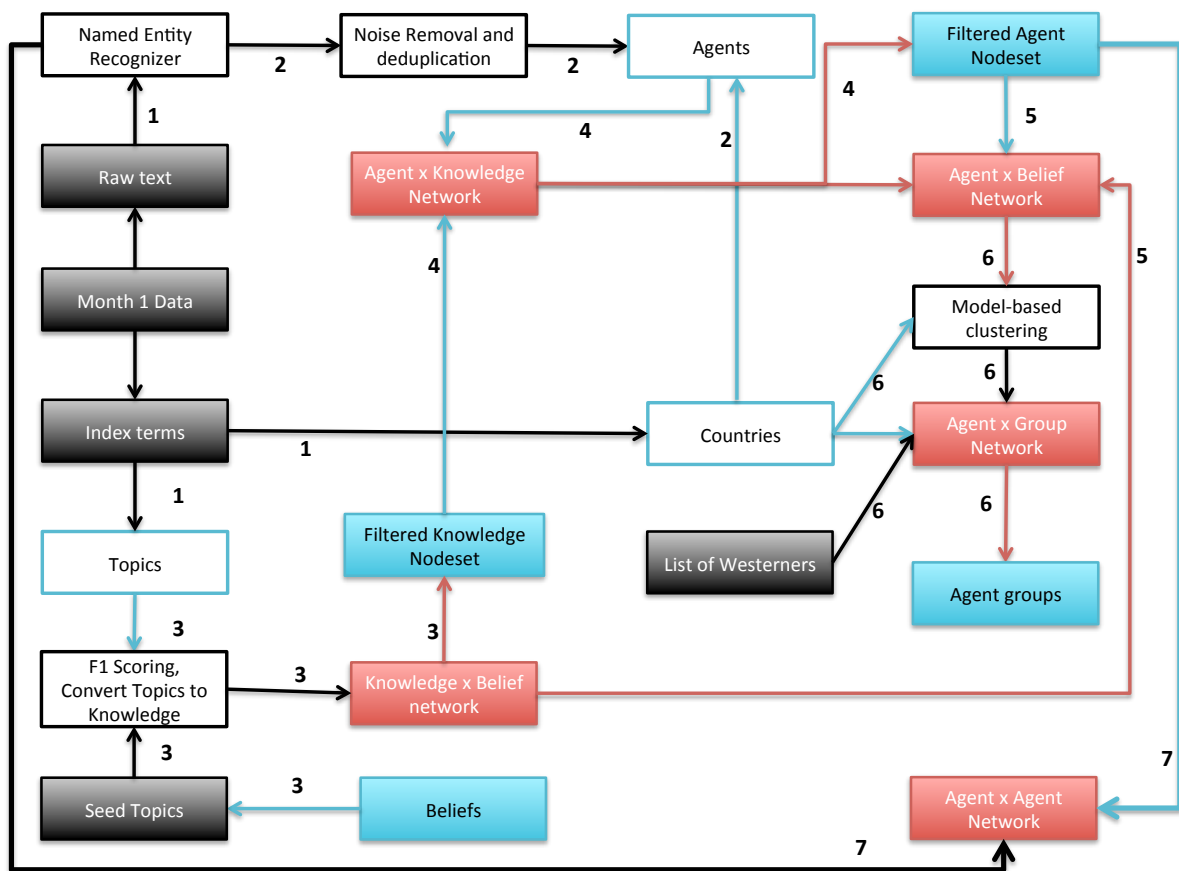 Named Entity
Recognizer
2
Noise Removal and
deduplication
2
Agents
Filtered Agent
Nodeset
1
4
4
5
2
Raw text
Agent x Knowledge
Network
Agent x Belief
Network
4
6
5
Month 1 Data
Model-based
clustering
6
6
Index terms
1
Countries
Agent x Group
Network
1
6
6
Filtered Knowledge
Nodeset
List of Westerners
Topics
Agent groups
3
3
F1 Scoring,
Convert Topics to
Knowledge
3
Knowledge x Belief
network
3
7
Seed Topics
3
Beliefs
Agent x Agent
Network
7